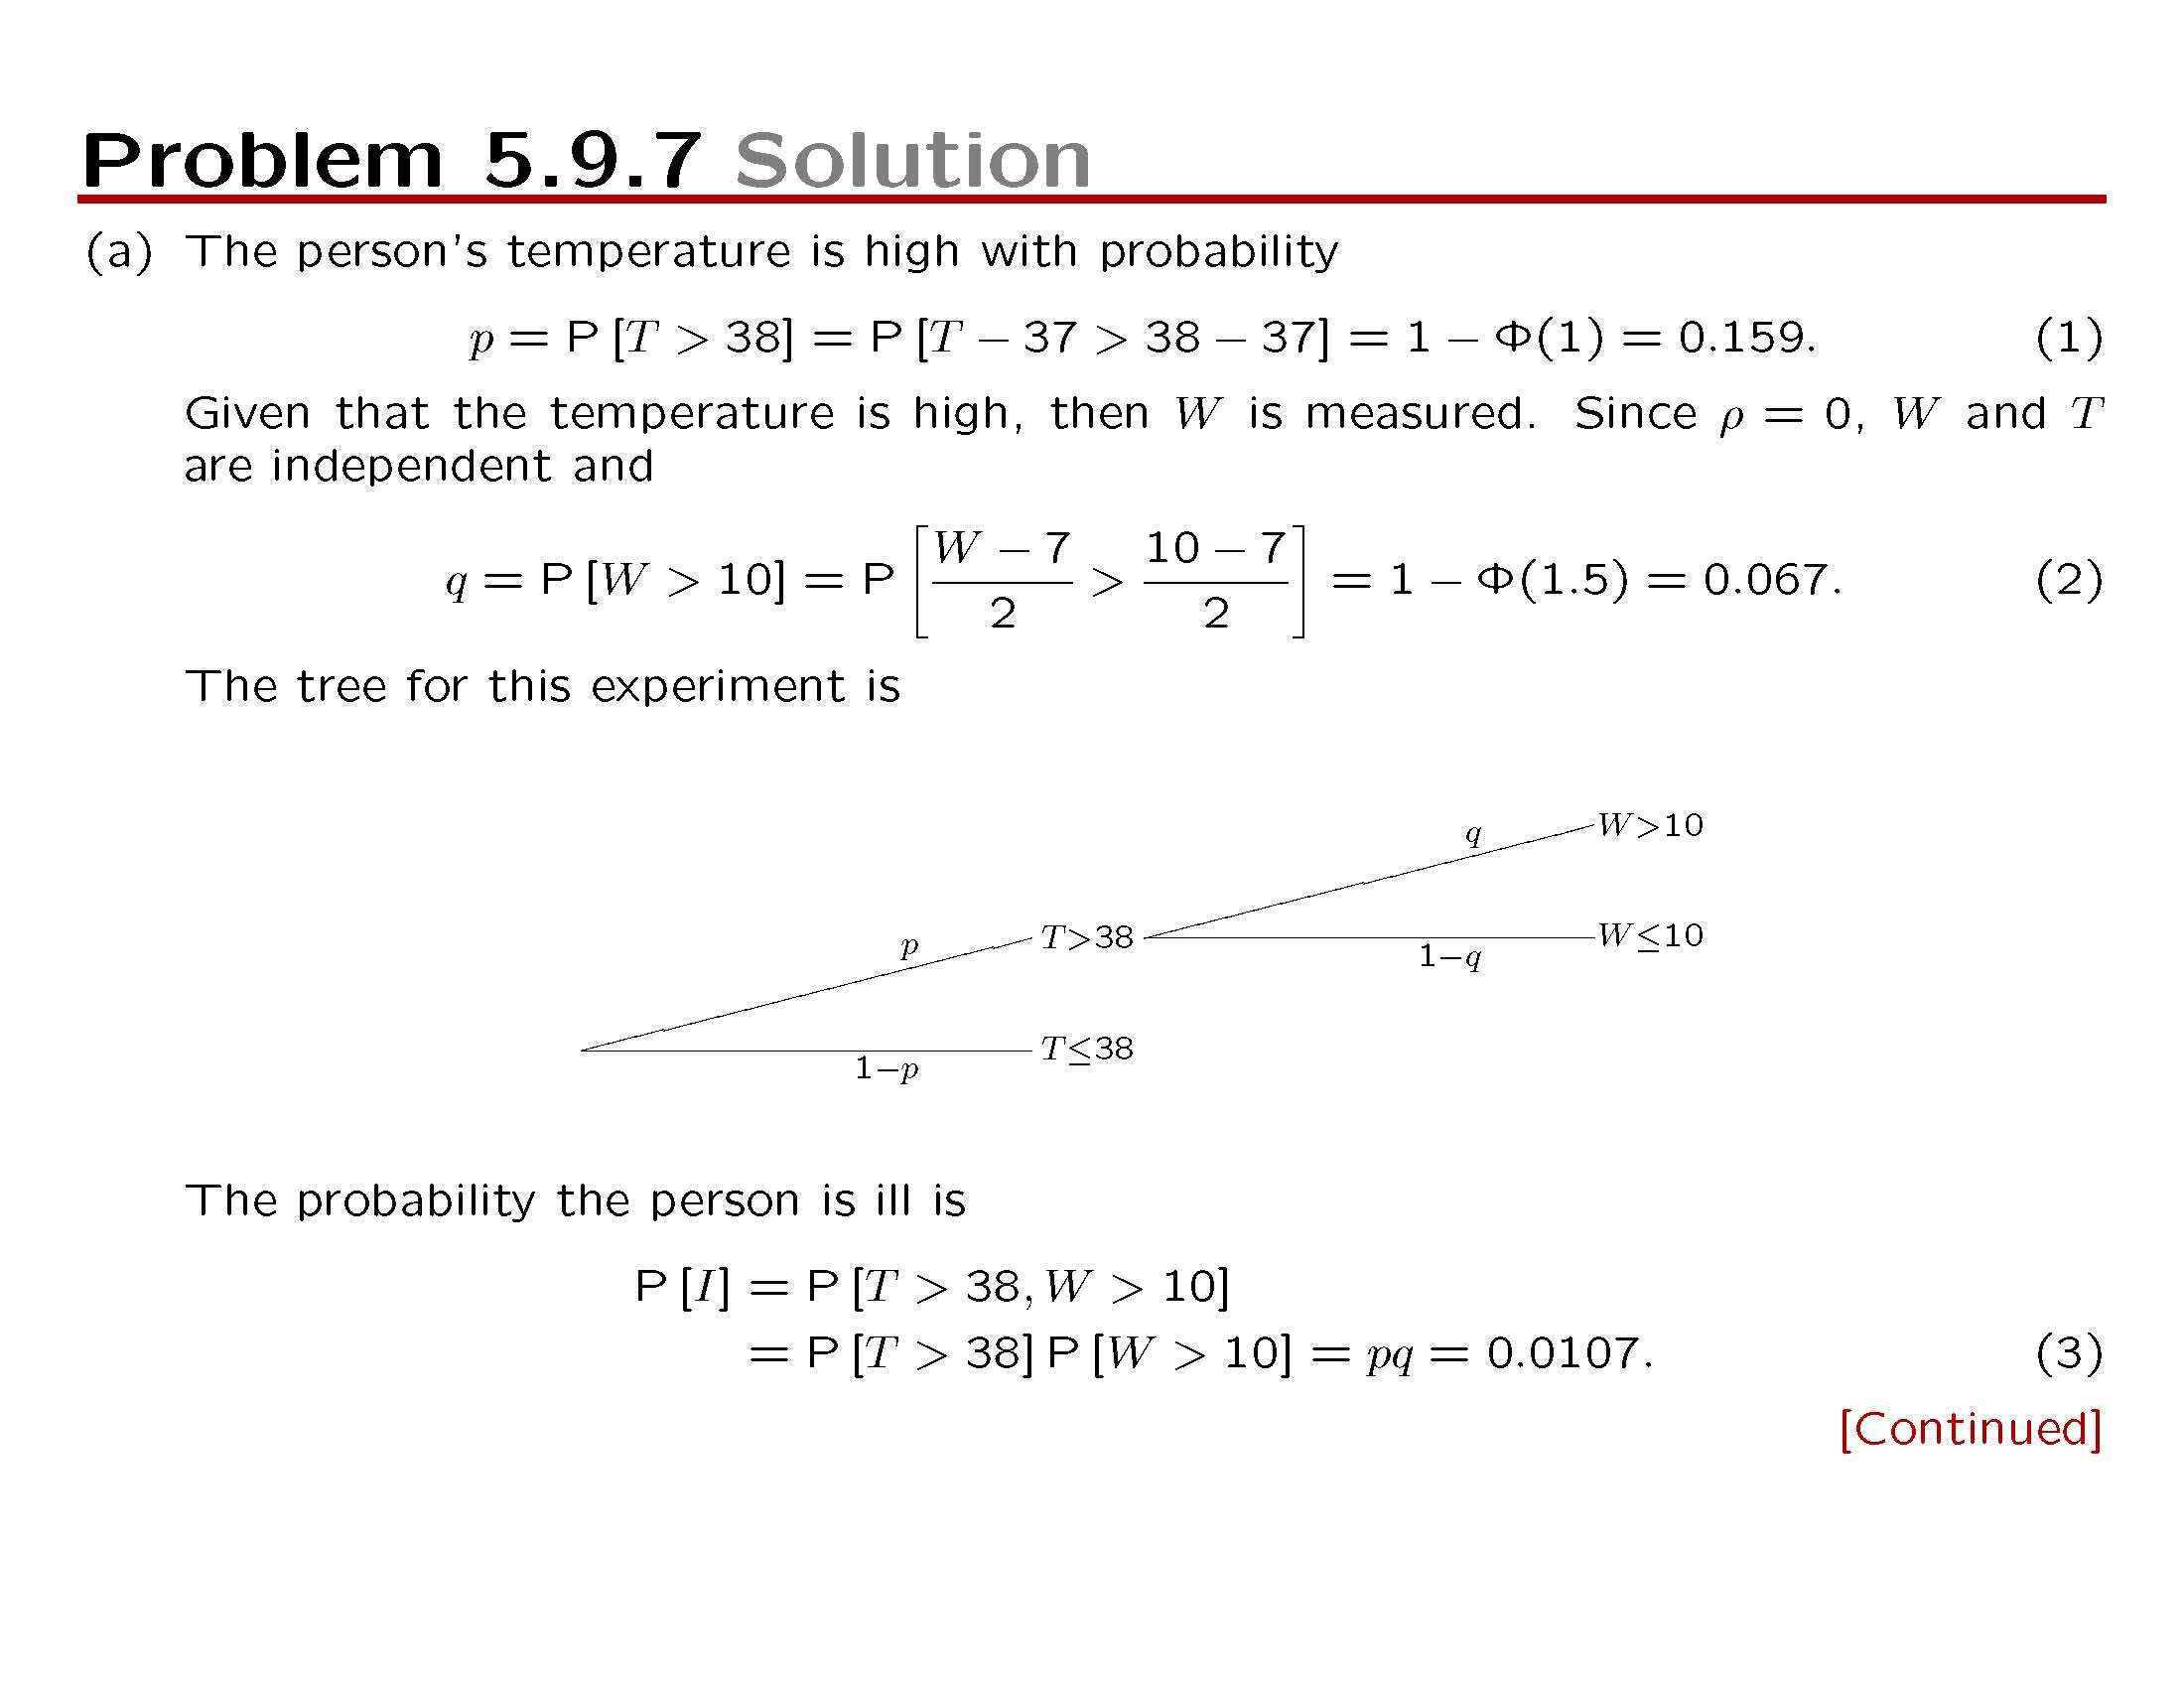 Problem 5.9.7 Solution
(a) The person's temperature is high with probability
p = P [T > 38] = P [T − 37 > 38 − 37] = 1 − Φ(1) = 0.159. (1)
Given that the temperature is high, then W is measured. Since ρ = 0, W and T
are independent and
q = P [W > 10] = P [(W − 7)/2 > (10 − 7)/2] = 1 − Φ(1.5) = 0.067. (2)
The tree for this experiment is
q W>10
p T>38 W≤10
1−q
T≤38
1−p
The probability the person is ill is
P [I] = P [T > 38, W > 10]
= P [T > 38] P [W > 10] = pq = 0.0107. (3)
[Continued]